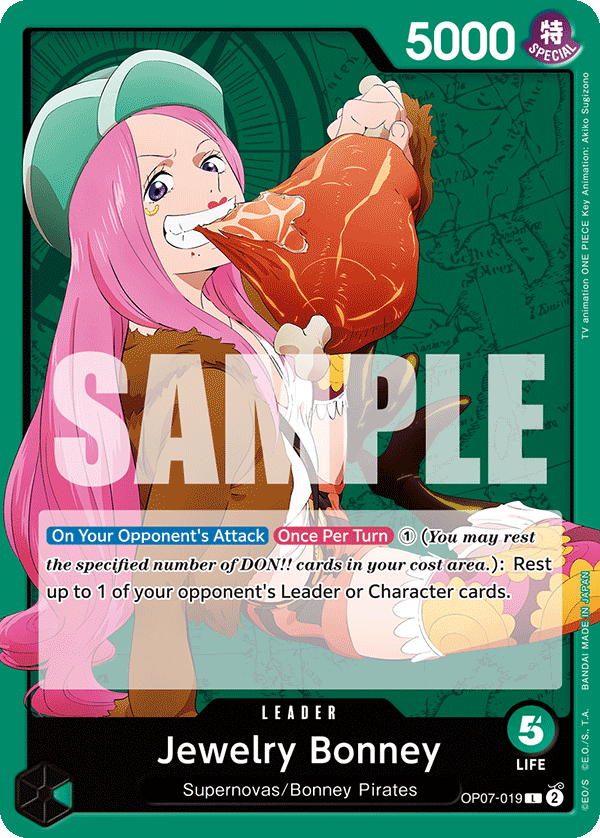 5000
特
SPECIAL
TV animation ONE PIECE Key Animation: Akiko Sugizono
SAMPLE
On Your Opponent's Attack Once Per Turn ① (You may rest
the specified number of DON!! cards in your cost area.): Rest
up to 1 of your opponent's Leader or Character cards.
LEADER
Jewelry Bonney
Supernovas/Bonney Pirates
5
LIFE
OP07-019 L 2
©EO/S ©E.O./S., T.A. BANDAI MADE IN JAPAN